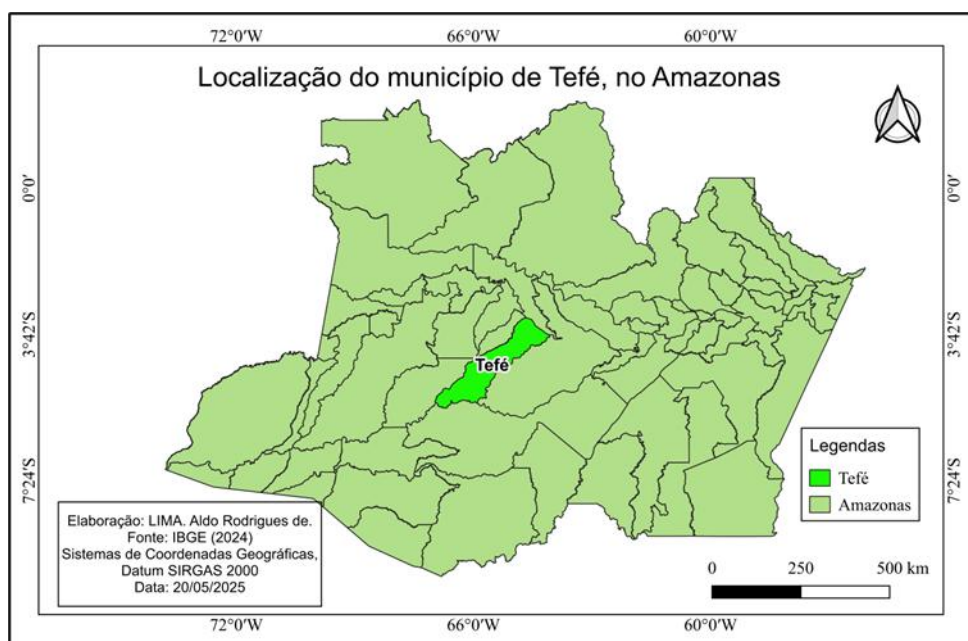 72°0'W 66°0'W 60°0'W
Localização do município de Tefé, no Amazonas
0°0'
0°0'
3°42'S
3°42'S
Tefé
7°24'S
7°24'S
Legendas
Tefé
Amazonas
Elaboração: LIMA. Aldo Rodrigues de.
Fonte: IBGE (2024)
Sistemas de Coordenadas Geográficas,
Datum SIRGAS 2000
Data: 20/05/2025
0 250 500 km
72°0'W 66°0'W 60°0'W